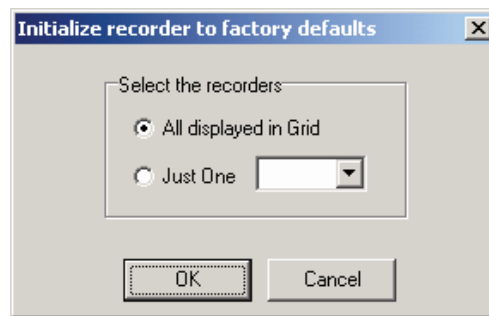 Initialize recorder to factory defaults
Select the recorders
All displayed in Grid
Just One
OK Cancel